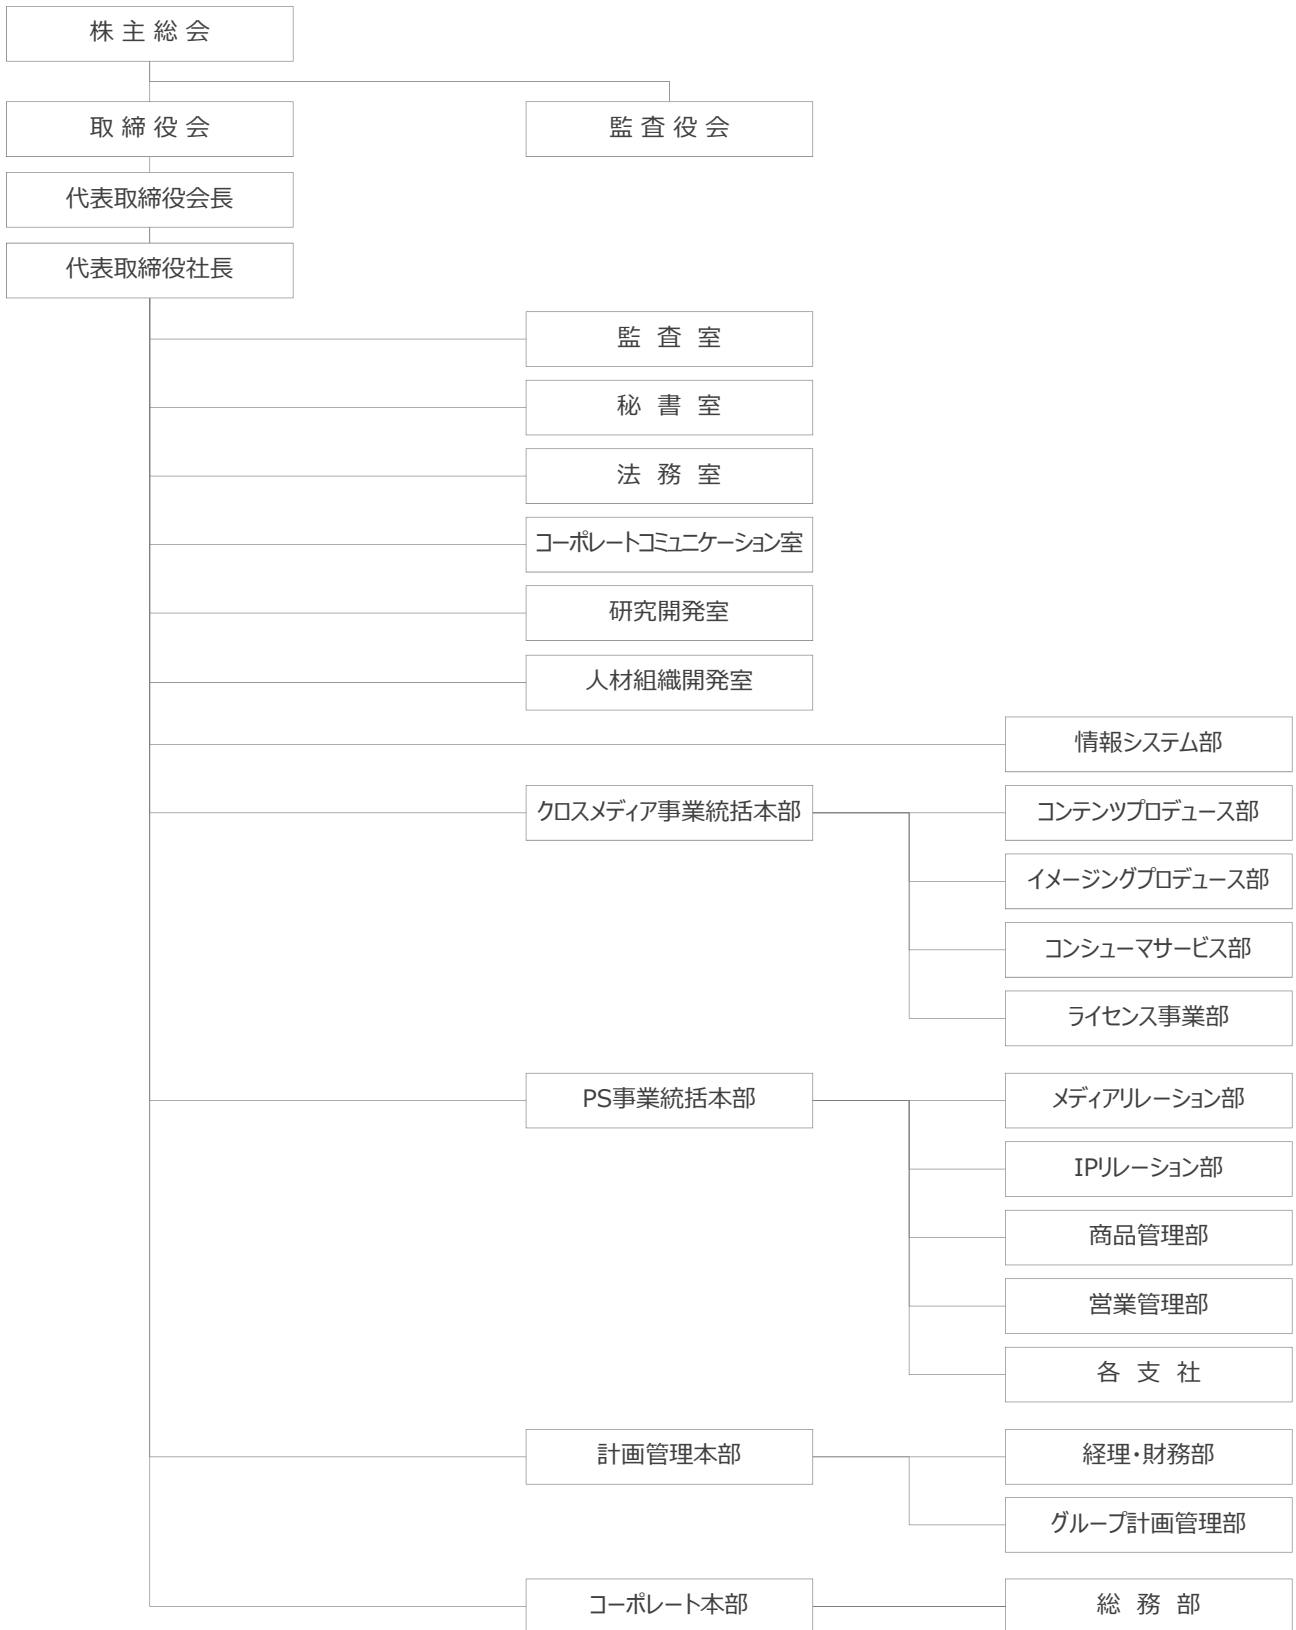 株主総会
取締役会
監査役会
代表取締役会長
代表取締役社長
監査室
秘書室
法務室
コーポレートコミュニケーション室
研究開発室
人材組織開発室
情報システム部
クロスメディア事業統括本部
コンテンツプロデュース部
イメージングプロデュース部
コンシューマサービス部
ライセンス事業部
PS事業統括本部
メディアリレーション部
IPリレーション部
商品管理部
営業管理部
各支社
計画管理本部
経理・財務部
グループ計画管理部
コーポレート本部
総務部